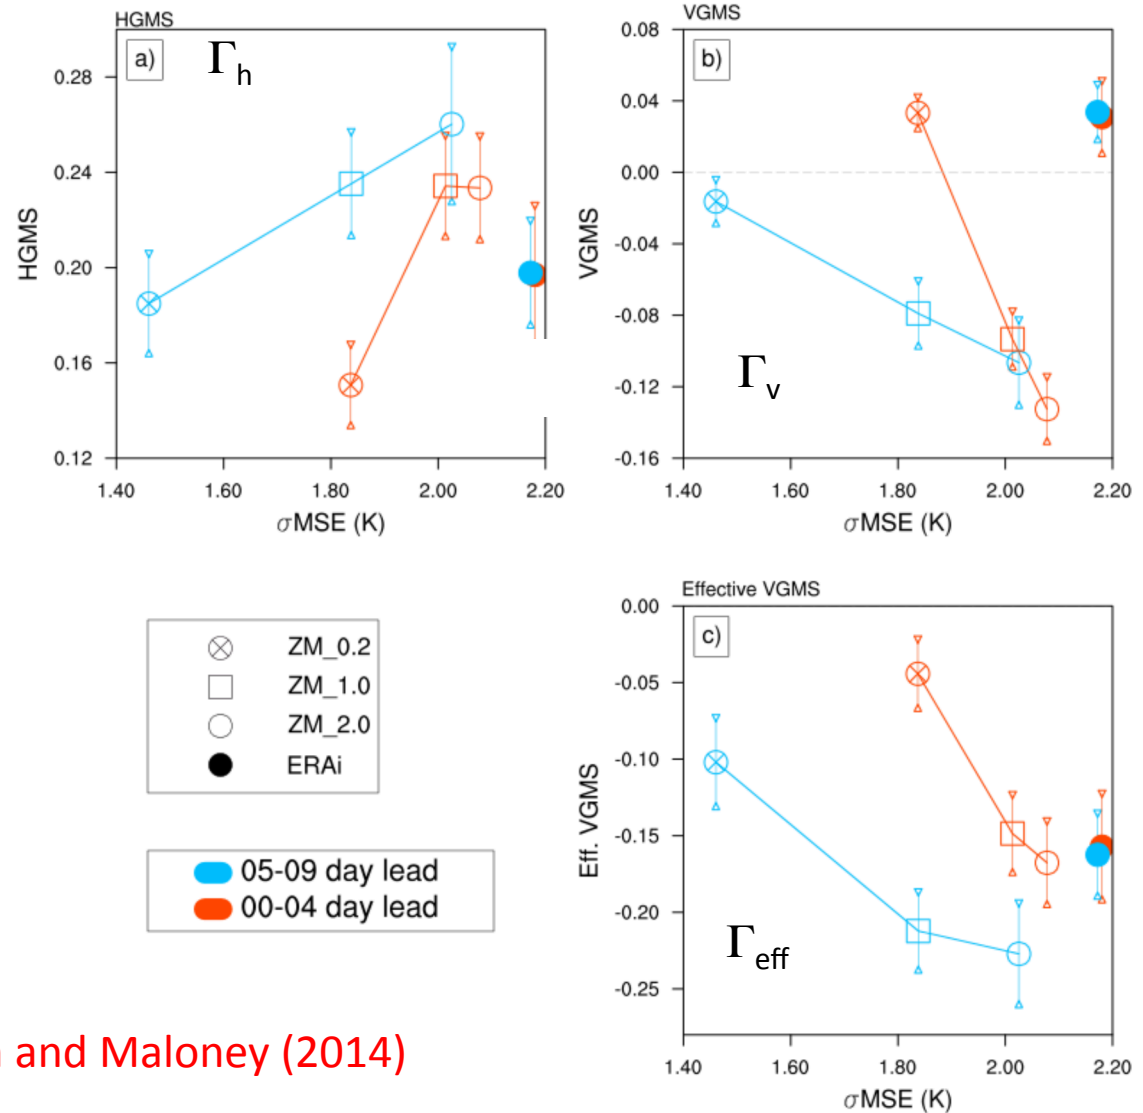 HGMS
a)
Γh
0.28
0.24
0.20
0.16
0.12
HGMS
1.40 1.60 1.80 2.00 2.20
σMSE (K)
VGMS
b)
0.08
0.04
0.00
-0.04
-0.08
-0.12
-0.16
VGMS
Γv
1.40 1.60 1.80 2.00 2.20
σMSE (K)
ZM_0.2
ZM_1.0
ZM_2.0
ERAi
05-09 day lead
00-04 day lead
Effective VGMS
c)
0.00
-0.05
-0.10
-0.15
-0.20
-0.25
Eff. VGMS
Γeff
1.40 1.60 1.80 2.00 2.20
σMSE (K)
and Maloney (2014)